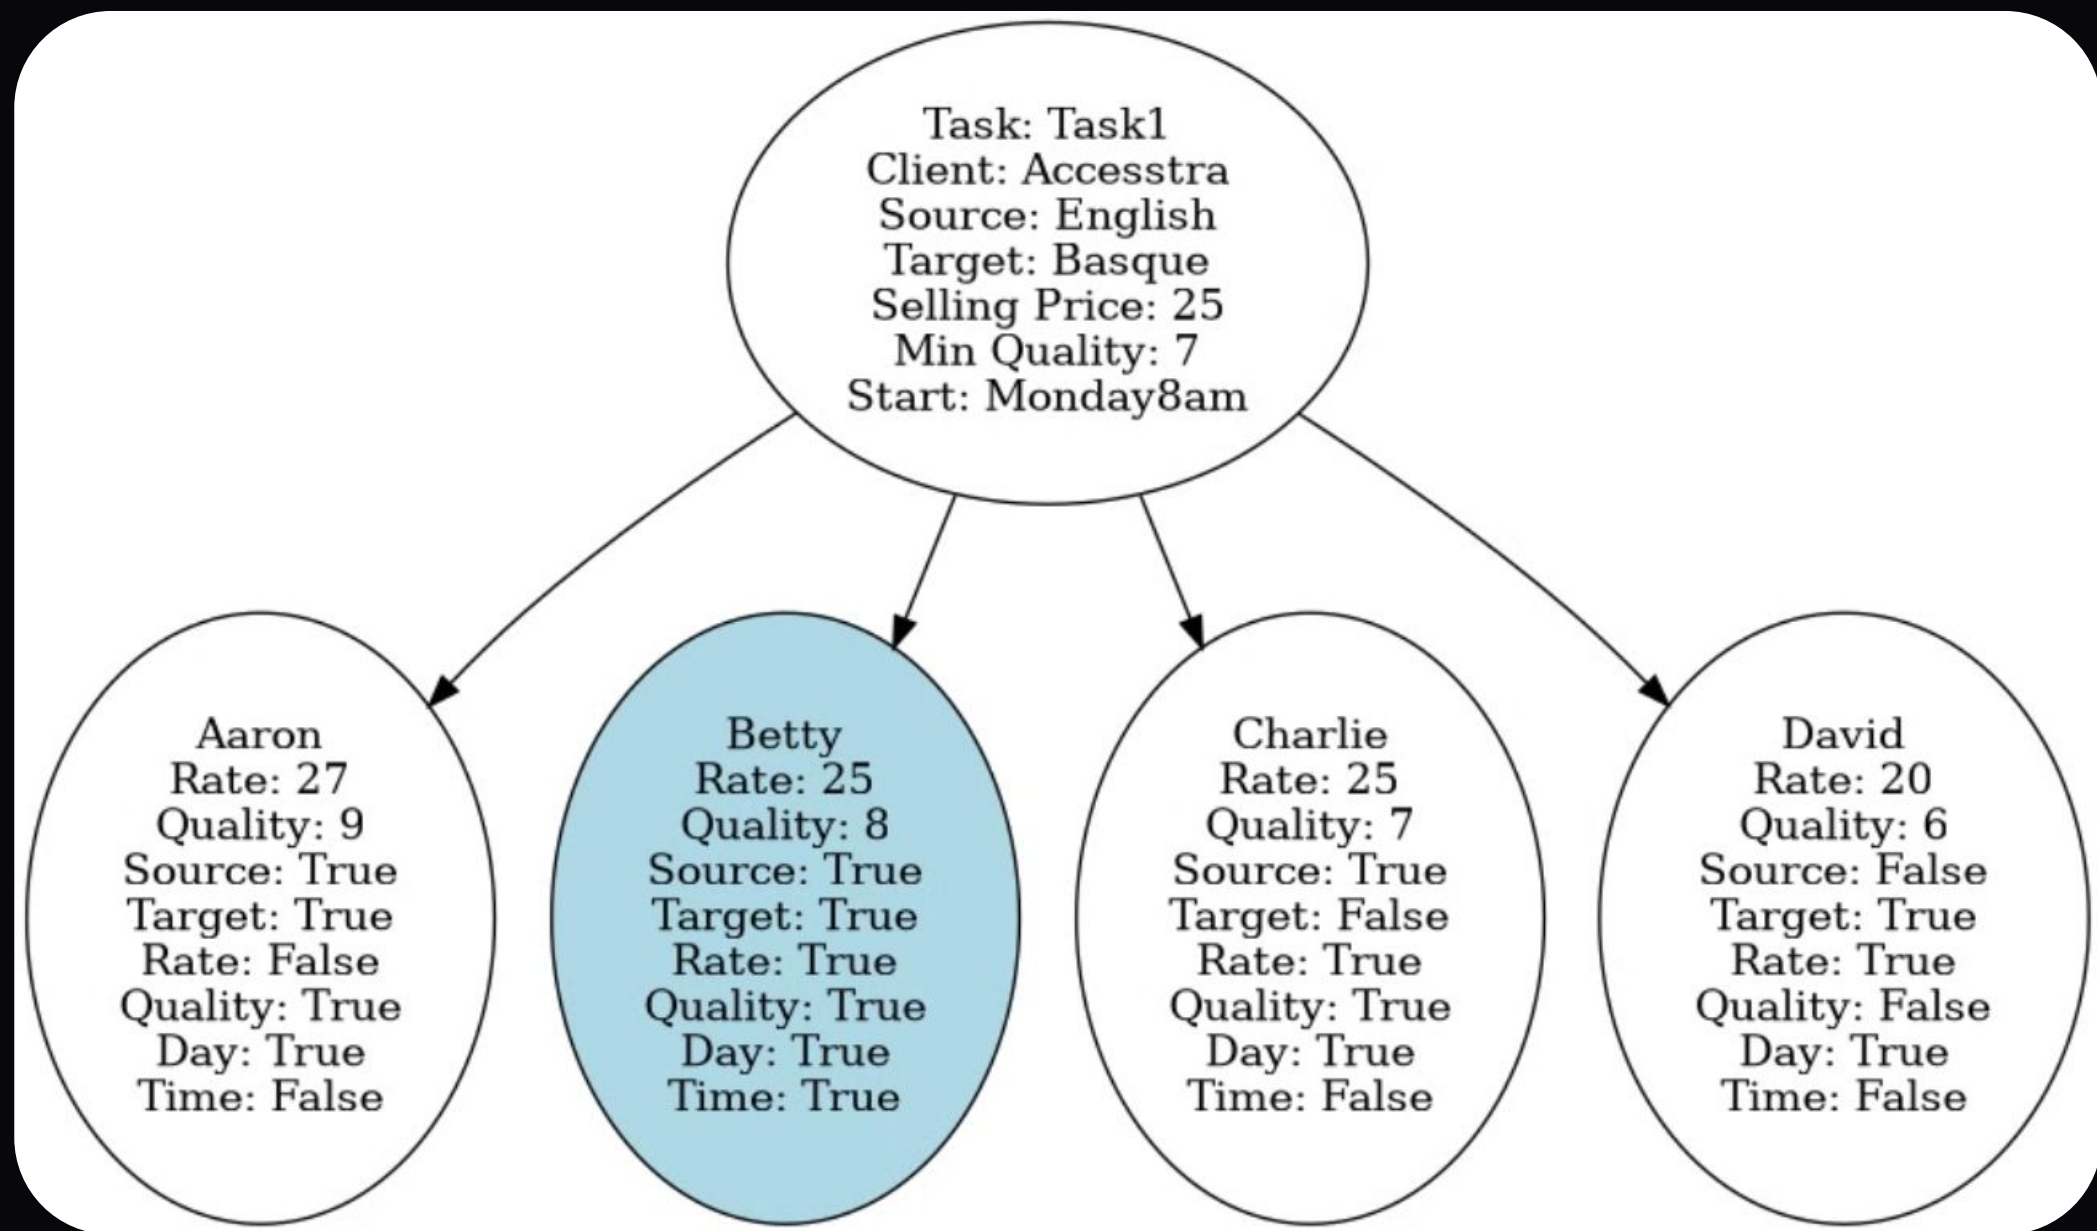 Task: Task1
Client: Accesstra
Source: English
Target: Basque
Selling Price: 25
Min Quality: 7
Start: Monday8am
Aaron
Rate: 27
Quality: 9
Source: True
Target: True
Rate: False
Quality: True
Day: True
Time: False
Betty
Rate: 25
Quality: 8
Source: True
Target: True
Rate: True
Quality: True
Day: True
Time: True
Charlie
Rate: 25
Quality: 7
Source: True
Target: False
Rate: True
Quality: True
Day: True
Time: False
David
Rate: 20
Quality: 6
Source: False
Target: True
Rate: True
Quality: False
Day: True
Time: False